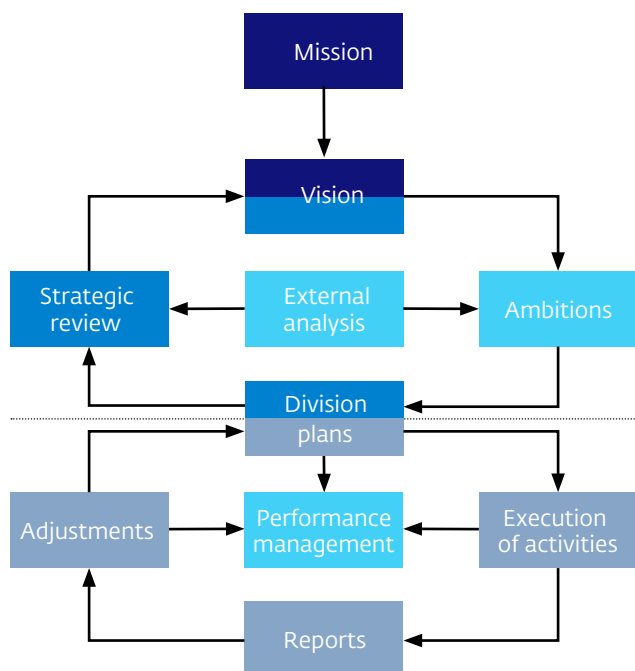 Mission
Vision
Strategic
review
External
analysis
Ambitions
Division
plans
Adjustments
Performance
management
Execution
of activities
Reports